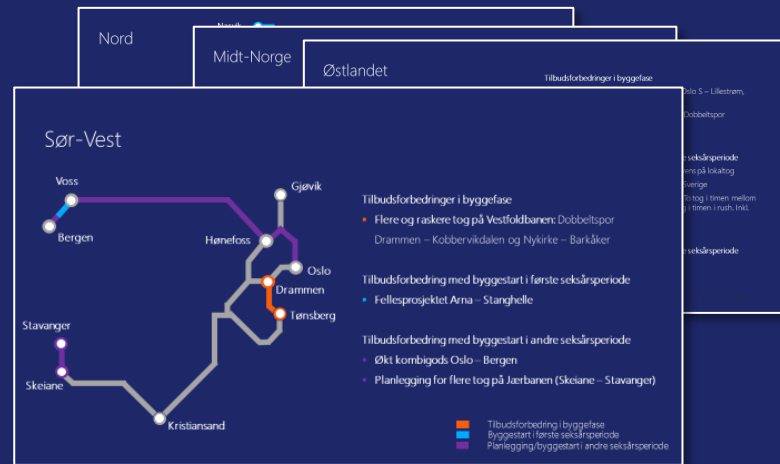 Nord
Narvik
Midt-Norge
Østlandet
Tilbudsforbedringer i byggefase
Oslo S – Lillestrøm,
Dobbeltspor
e seksårsperiode
ens på lokaltog
Sverige
To tog i timen mellom
g i timen i rush. Inkl.
e seksårsperiode
Sør-Vest
Voss
Bergen
Gjøvik
Hønefoss
Oslo
Drammen
Tønsberg
Stavanger
Skeiane
Kristiansand
Tilbudsforbedringer i byggefase
Flere og raskere tog på Vestfoldbanen: Dobbeltspor
Drammen – Kobbervikdalen og Nykirke – Barkåker
Tilbudsforbedring med byggestart i første seksårsperiode
Fellesprosjektet Arna – Stanghelle
Tilbudsforbedring med byggestart i andre seksårsperiode
Økt kombigods Oslo – Bergen
Planlegging for flere tog på Jærbanen (Skeiane – Stavanger)
Tilbudsforbedring i byggefase
Byggestart i første seksårsperiode
Planlegging/byggestart i andre seksårsperiode